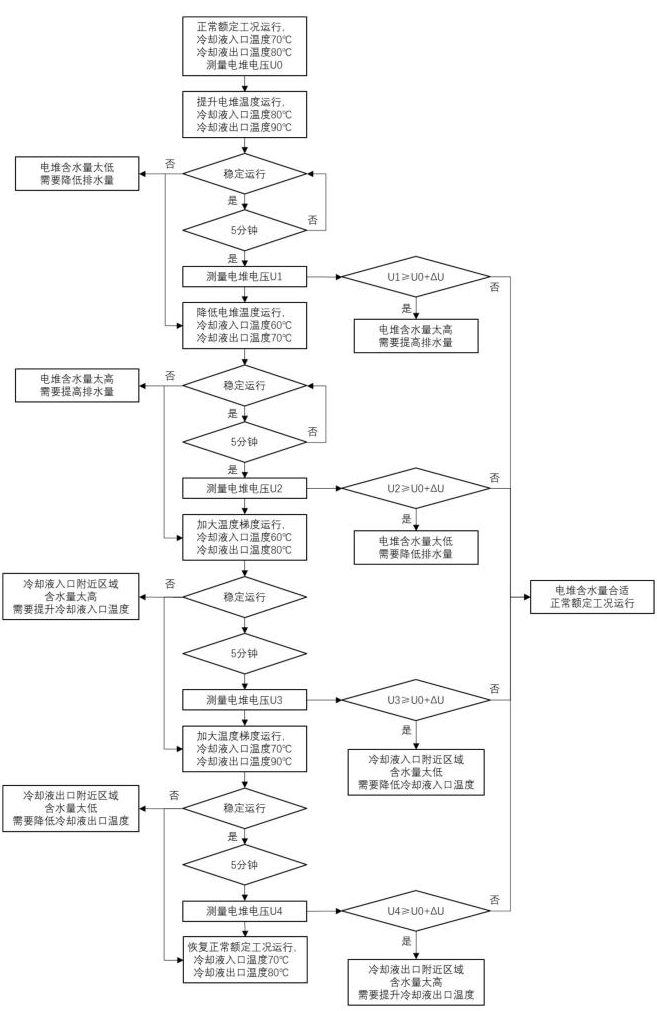 正常额定工况运行,
冷却液入口温度70℃
冷却液出口温度80℃
测量电堆电压U0
提升电堆温度运行,
冷却液入口温度80℃
冷却液出口温度90℃
电堆含水量太低
需要降低排水量
否
稳定运行
是
否
5分钟
是
测量电堆电压U1
U1≥U0+ΔU
否
是
电堆含水量太高
需要提高排水量
降低电堆温度运行,
冷却液入口温度60℃
冷却液出口温度70℃
电堆含水量太高
需要提高排水量
否
稳定运行
是
否
5分钟
是
测量电堆电压U2
U2≥U0+ΔU
否
是
电堆含水量太低
需要降低排水量
加大温度梯度运行,
冷却液入口温度60℃
冷却液出口温度80℃
冷却液入口附近区域
含水量太高
需要提升冷却液入口温度
否
稳定运行
电堆含水量合适
正常额定工况运行
5分钟
测量电堆电压U3
U3≥U0+ΔU
否
是
冷却液入口附近区域
含水量太低
需要降低冷却液入口温度
加大温度梯度运行,
冷却液入口温度70℃
冷却液出口温度90℃
冷却液出口附近区域
含水量太低
需要降低冷却液出口温度
否
稳定运行
是
5分钟
测量电堆电压U4
U4≥U0+ΔU
否
是
冷却液出口附近区域
含水量太高
需要提升冷却液出口温度
恢复正常额定工况运行,
冷却液入口温度70℃
冷却液出口温度80℃